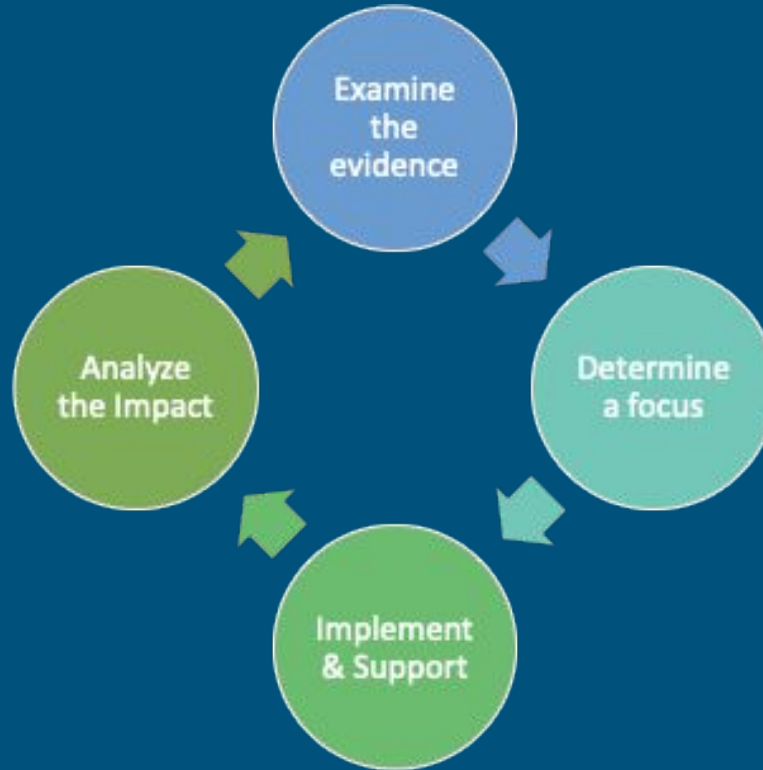 Examine
the
evidence
Determine
a focus
Implement
& Support
Analyze
the Impact